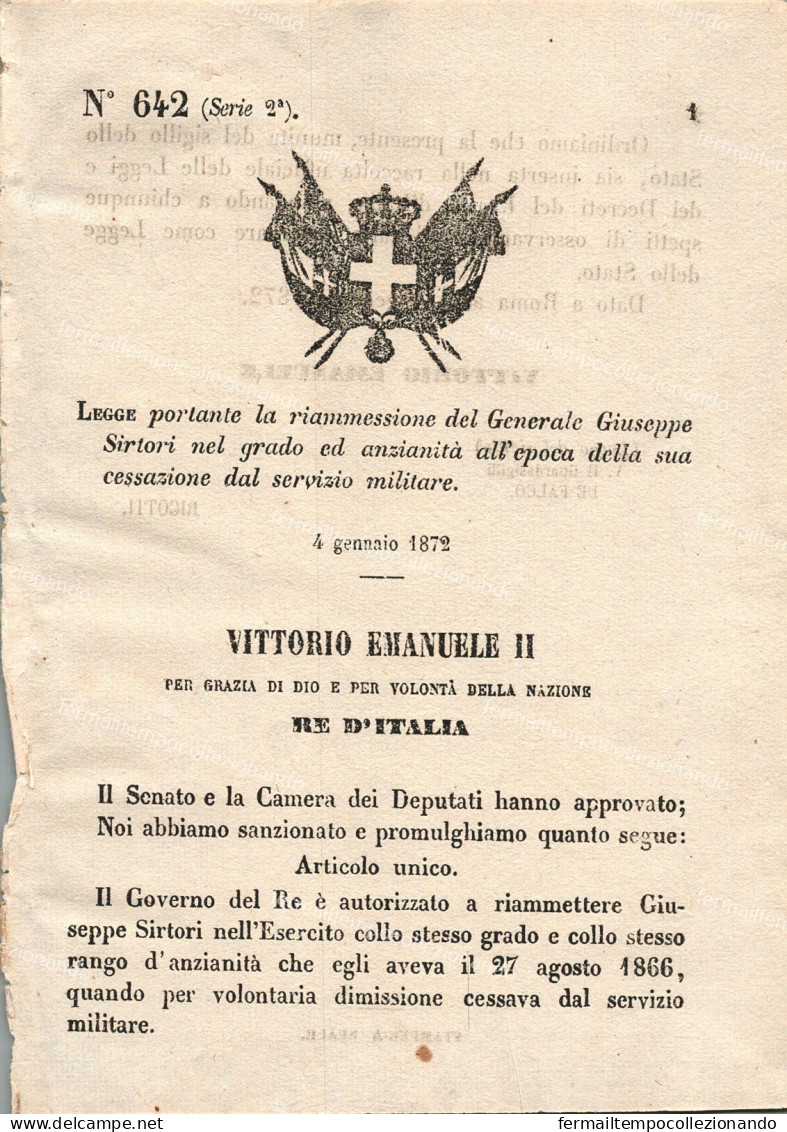 N° 642 (Serie 2ª).
1
LEGGE portante la riammessione del Generale Giuseppe
Sirtori nel grado ed anzianità all'epoca della sua
cessazione dal servizio militare.
4 gennaio 1872
VITTORIO EMANUELE II
PER GRAZIA DI DIO E PER VOLONTÀ DELLA NAZIONE
RE D'ITALIA
Il Senato e la Camera dei Deputati hanno approvato;
Noi abbiamo sanzionato e promulghiamo quanto segue:
Articolo unico.
Il Governo del Re è autorizzato a riammettere Giu-
seppe Sirtori nell'Esercito collo stesso grado e collo stesso
rango d'anzianità che egli aveva il 27 agosto 1866,
quando per volontaria dimissione cessava dal servizio
militare.
fermailtempocollezionando